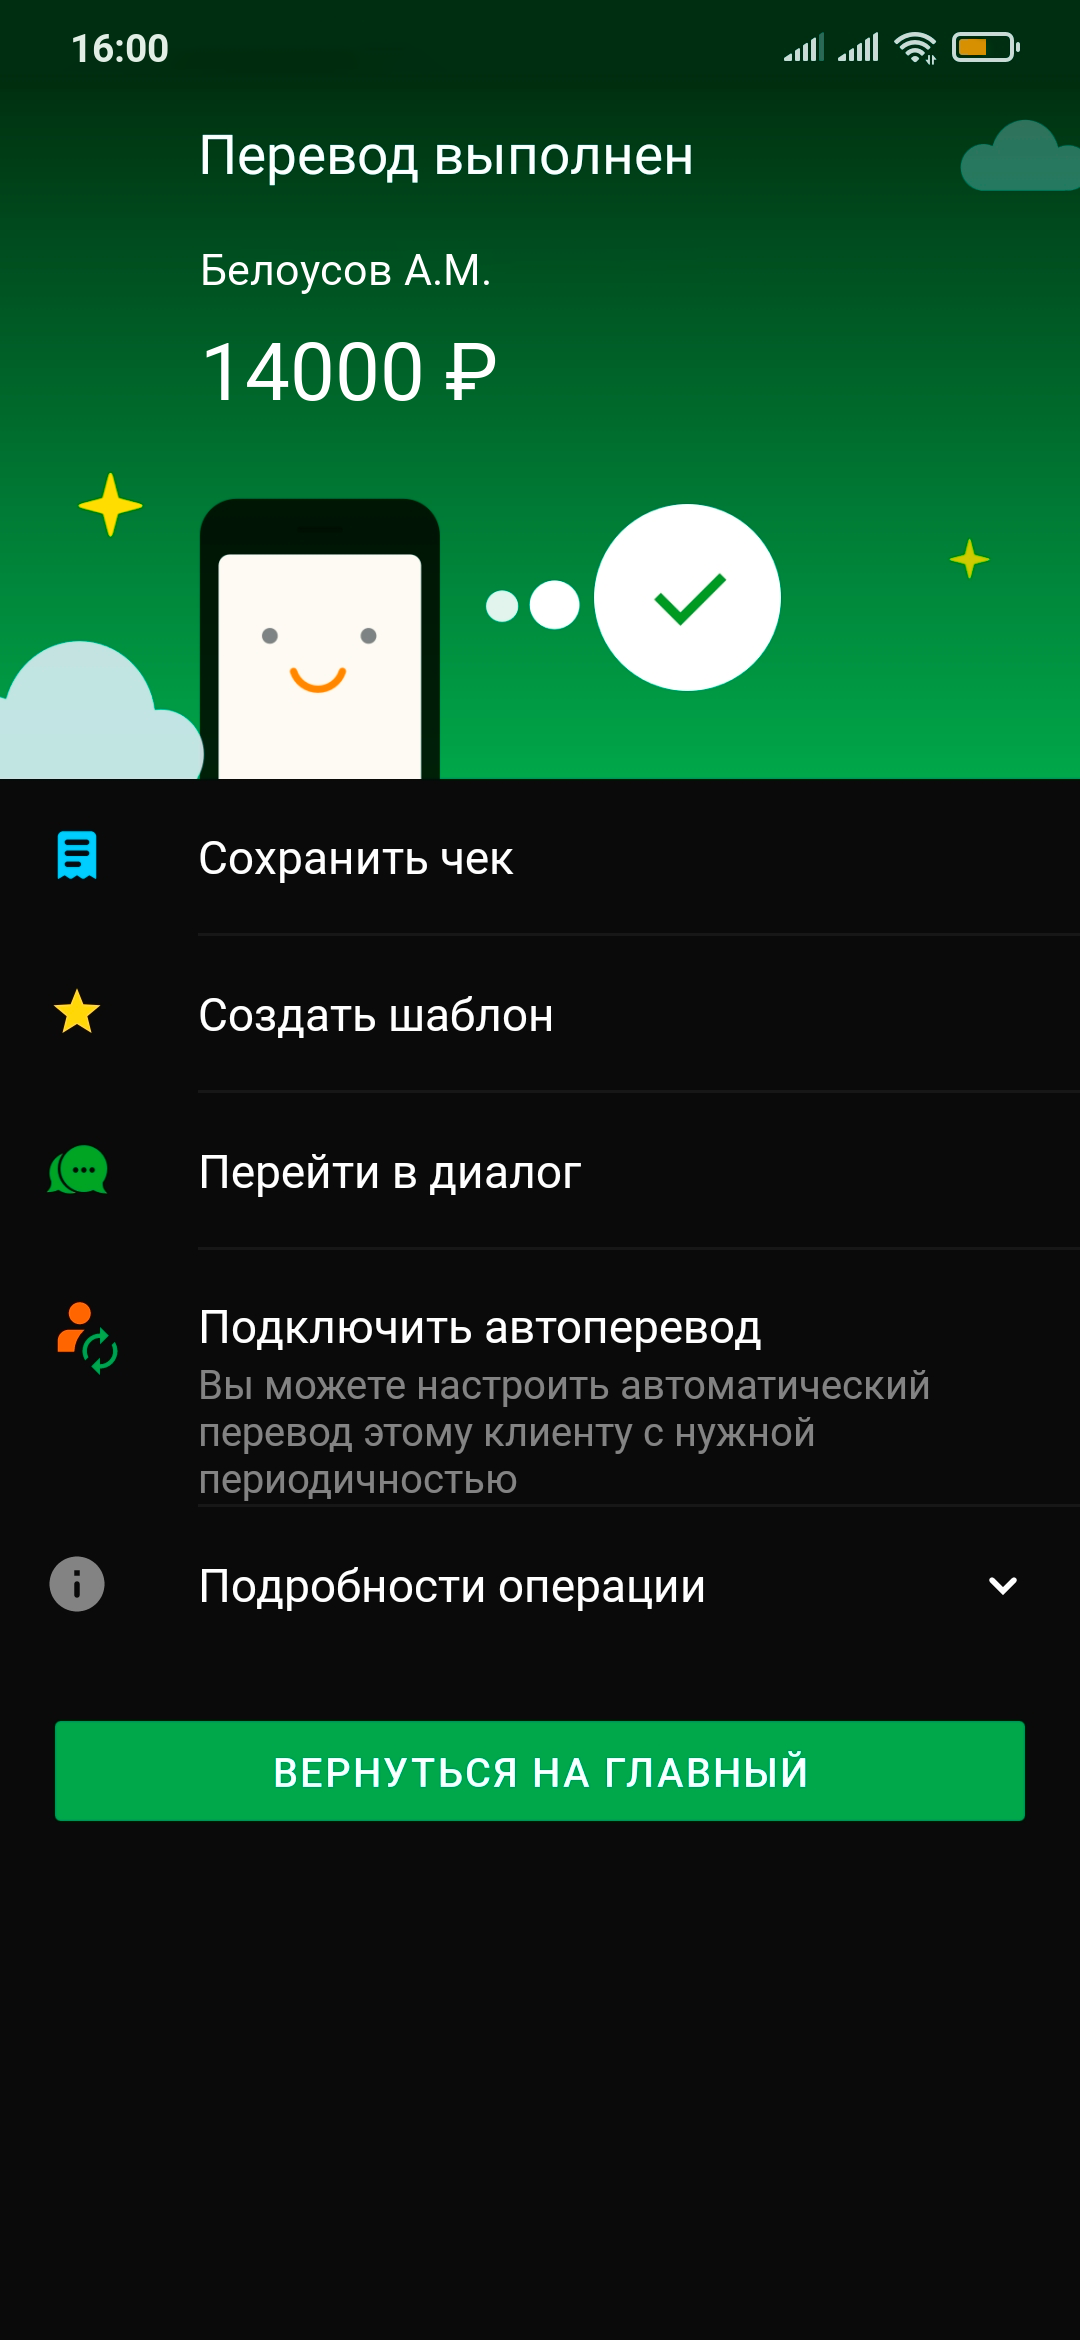 16:00
Перевод выполнен
Белоусов А.М.
14000 ₽
Сохранить чек
Создать шаблон
Перейти в диалог
Подключить автоперевод
Вы можете настроить автоматический
перевод этому клиенту с нужной
периодичностью
Подробности операции
ВЕРНУТЬСЯ НА ГЛАВНЫЙ